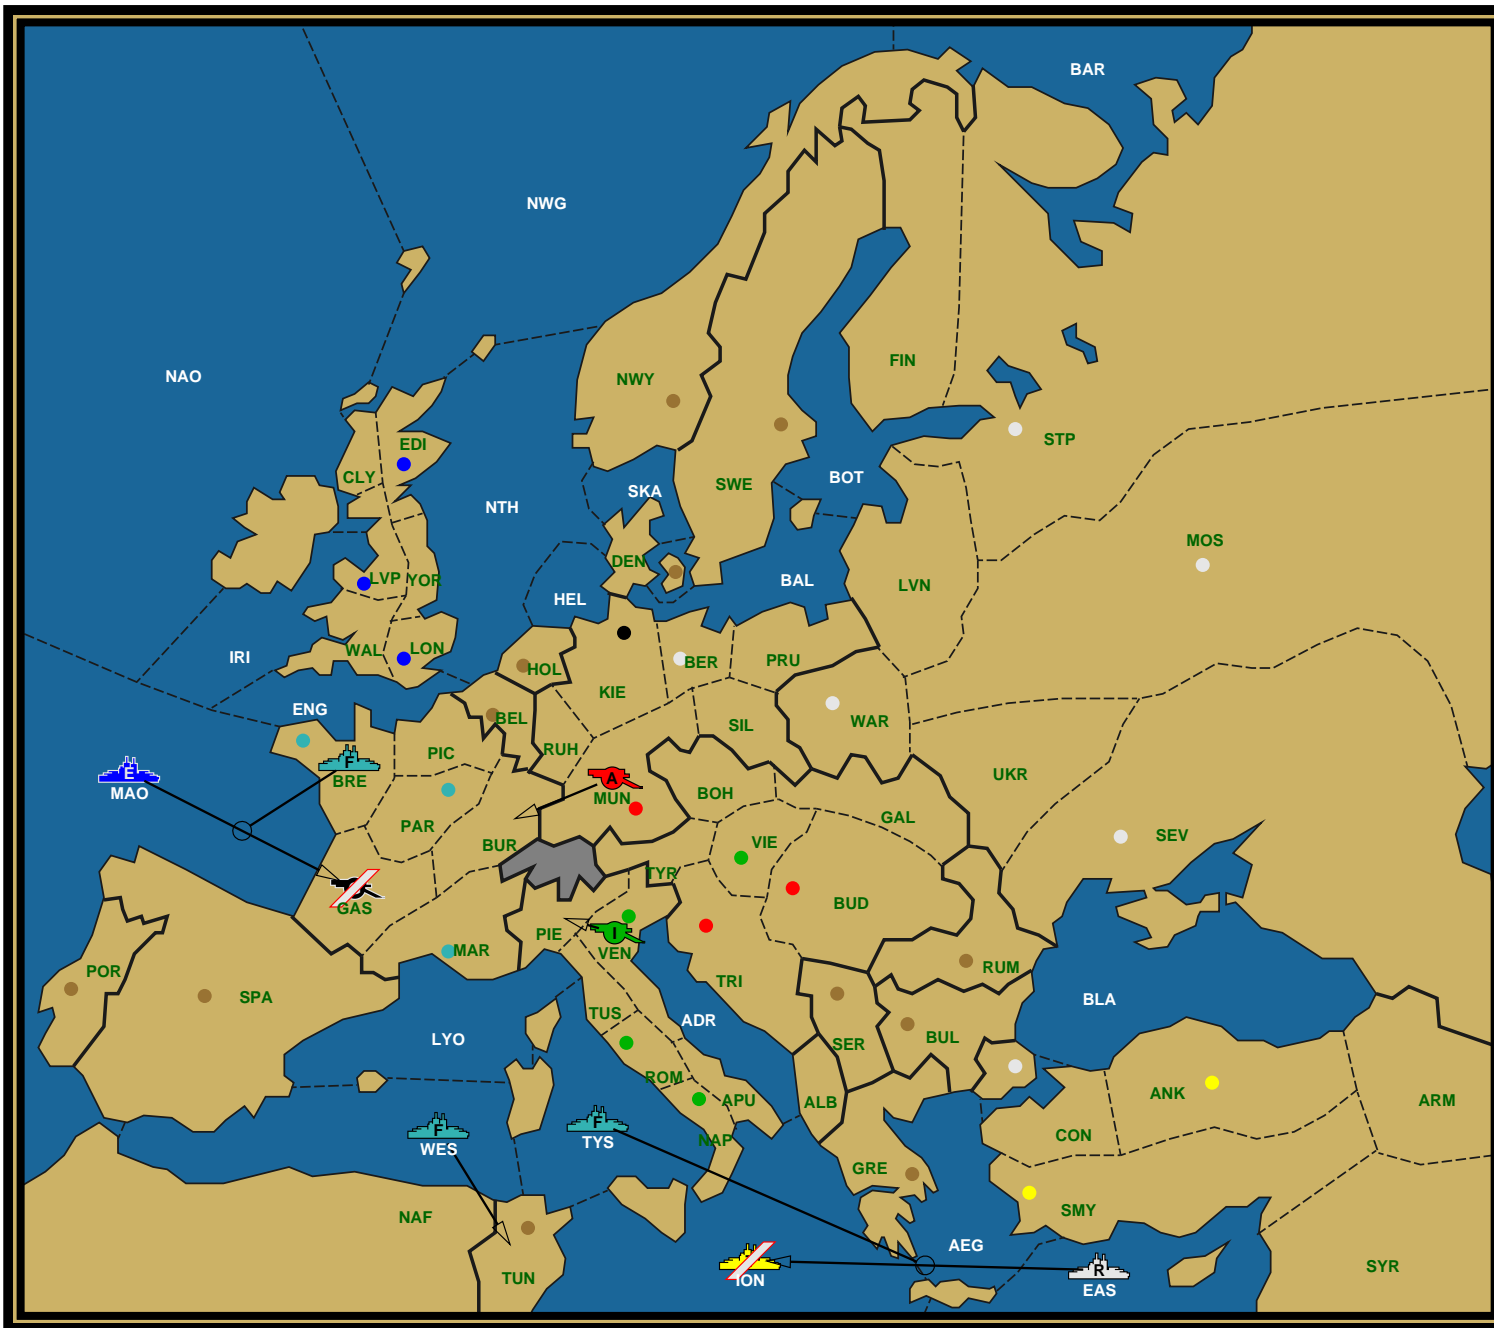 BAR
NWG
NAO
FIN
NWY
EDI
STP
CLY
SKA
SWE
BOT
NTH
MOS
DEN
LVP
YOR
BAL
LVN
HEL
IRI
WAL
LON
HOL
BER
PRU
KIE
ENG
BEL
SIL
WAR
PIC
RUH
F
E
BRE
UKR
A
MAO
MUN
BOH
GAL
PAR
SEV
BUR
VIE
TYR
GAS
BUD
PIE
I
VEN
MAR
POR
SPA
RUM
TRI
BLA
TUS
ADR
LYO
BUL
SER
ROM
ANK
APU
ALB
ARM
F
F
CON
NAP
TYS
WES
GRE
SMY
NAF
AEG
SYR
R
ION
TUN
EAS